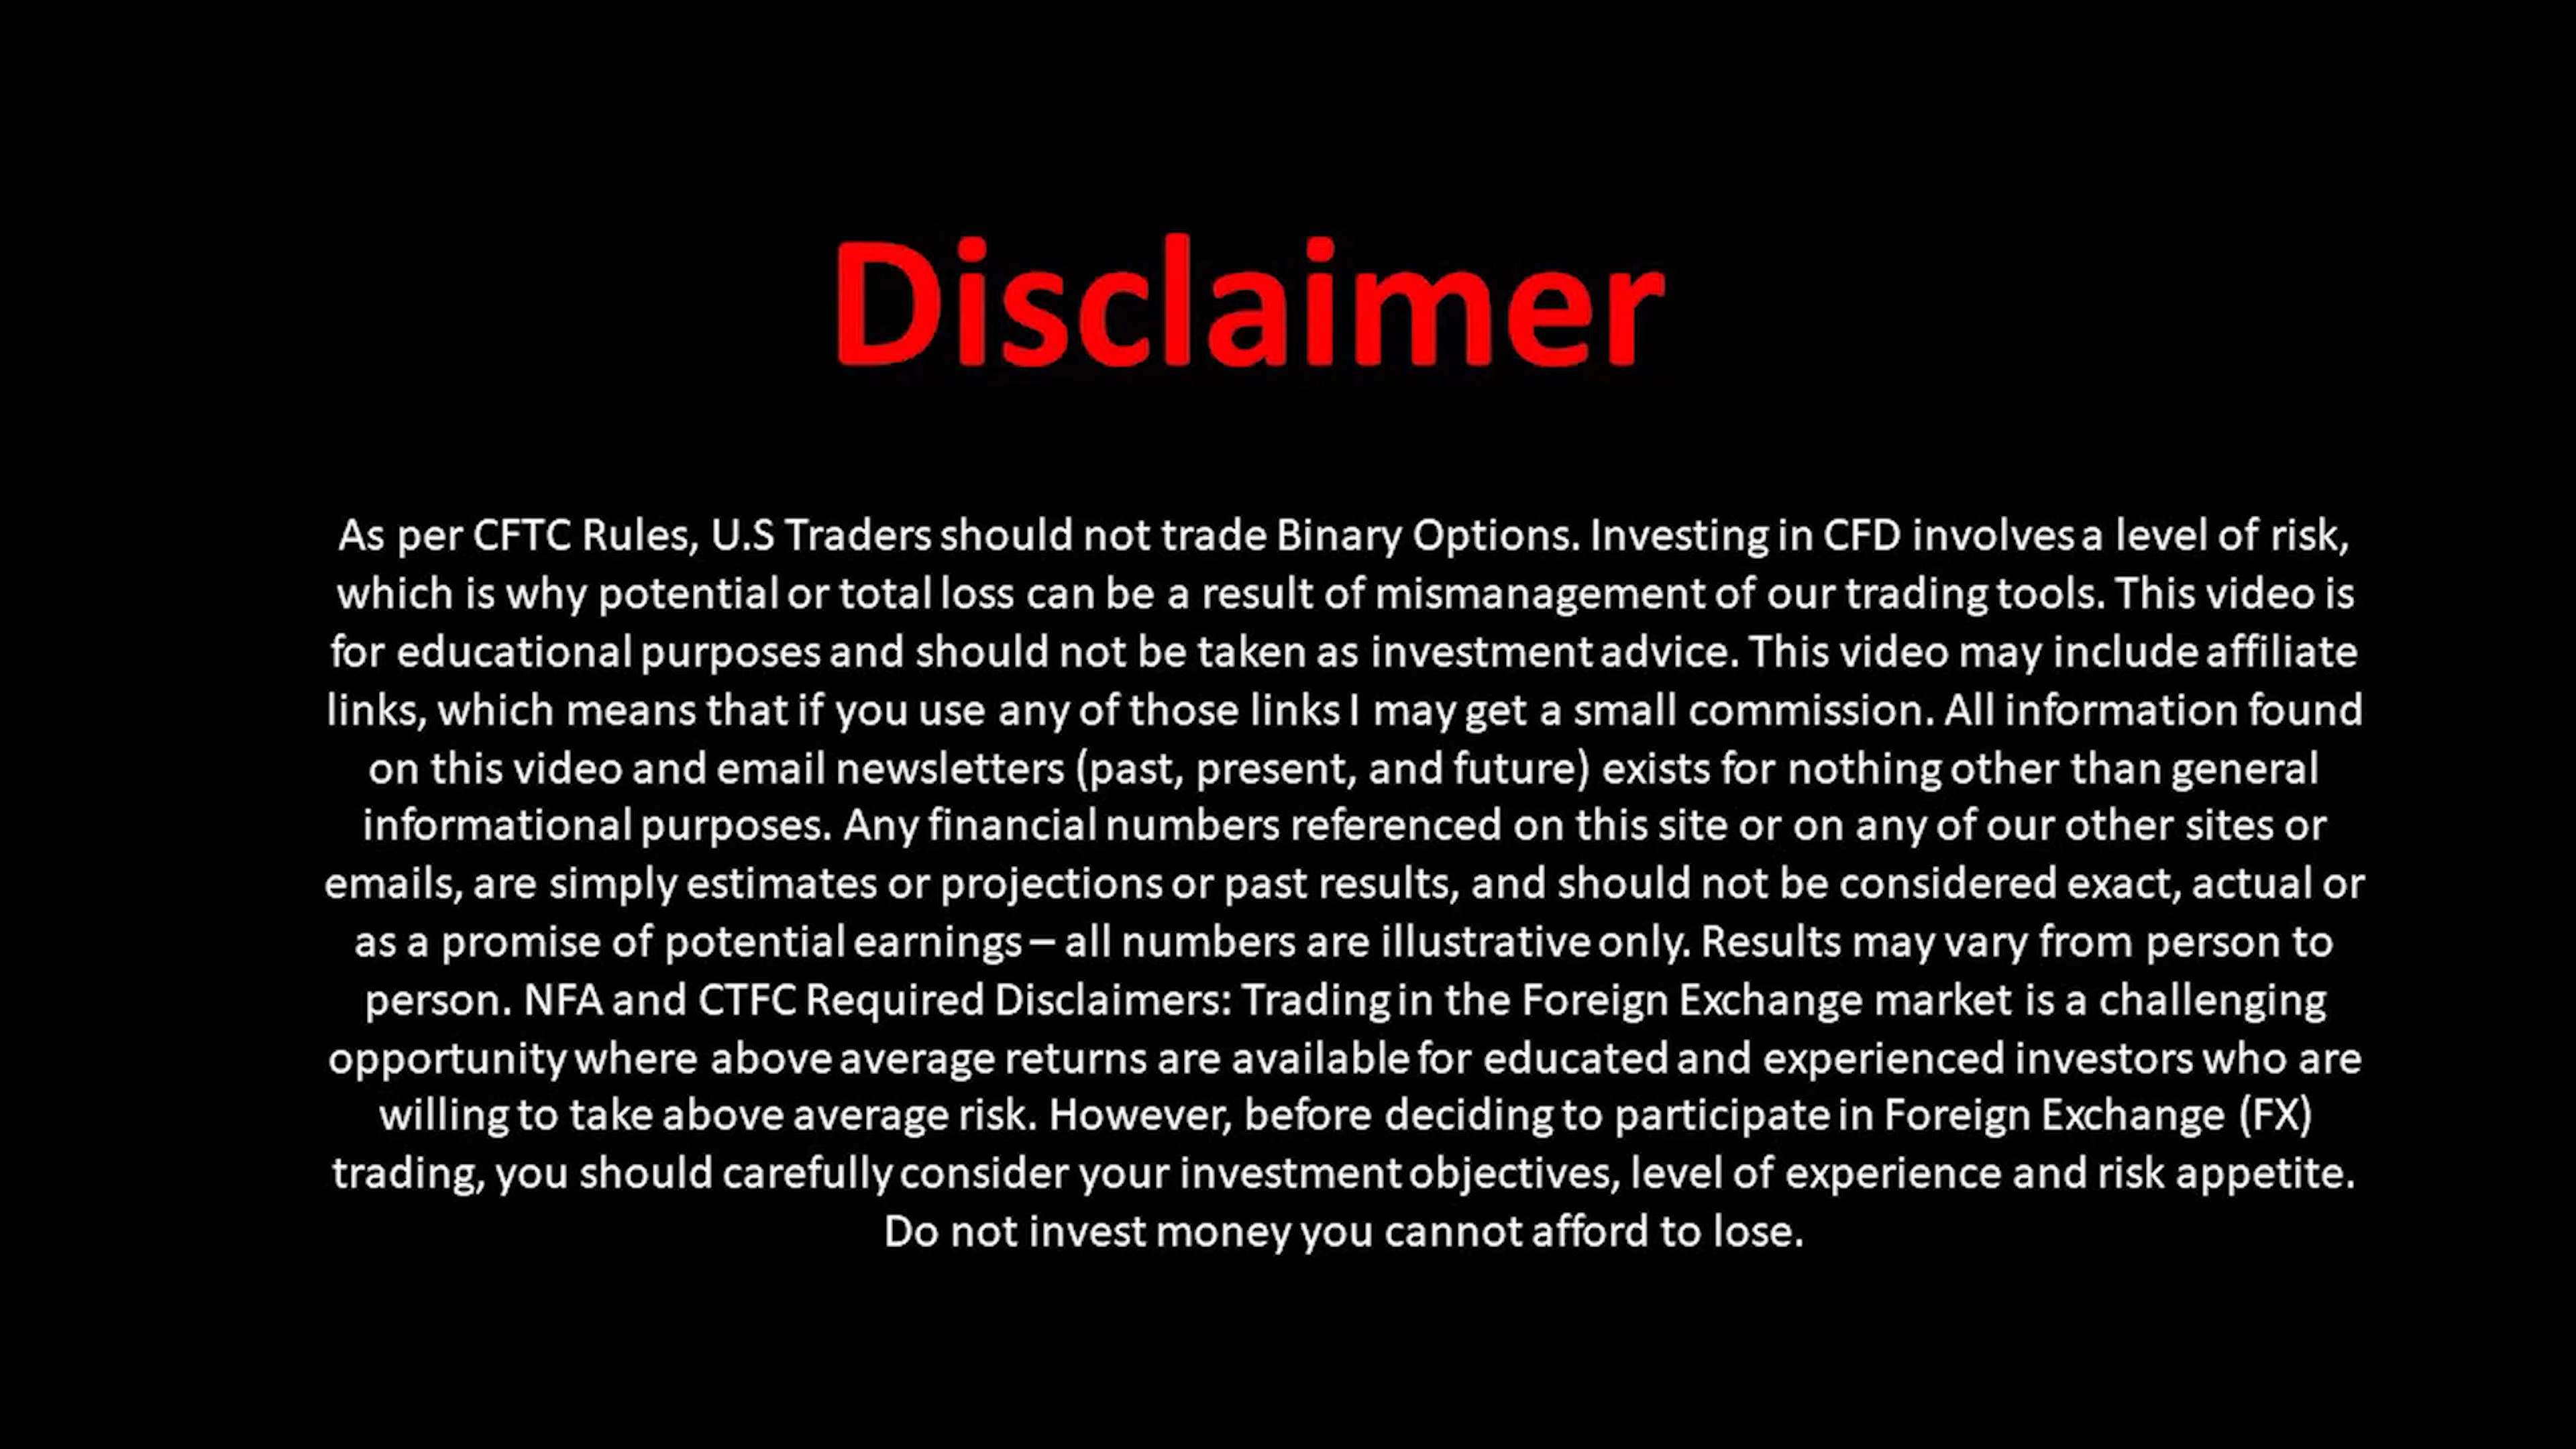 Disclaimer
As per CFTC Rules, U.S Traders should not trade Binary Options. Investing in CFD involves a level of risk,
which is why potential or total loss can be a result of mismanagement of our trading tools. This video is
for educational purposes and should not be taken as investment advice. This video may include affiliate
links, which means that if you use any of those links I may get a small commission. All information found
on this video and email newsletters (past, present, and future) exists for nothing other than general
informational purposes. Any financial numbers referenced on this site or on any of our other sites or
emails, are simply estimates or projections or past results, and should not be considered exact, actual or
as a promise of potential earnings – all numbers are illustrative only. Results may vary from person to
person. NFA and CTFC Required Disclaimers: Trading in the Foreign Exchange market is a challenging
opportunity where above average returns are available for educated and experienced investors who are
willing to take above average risk. However, before deciding to participate in Foreign Exchange (FX)
trading, you should carefully consider your investment objectives, level of experience and risk appetite.
Do not invest money you cannot afford to lose.